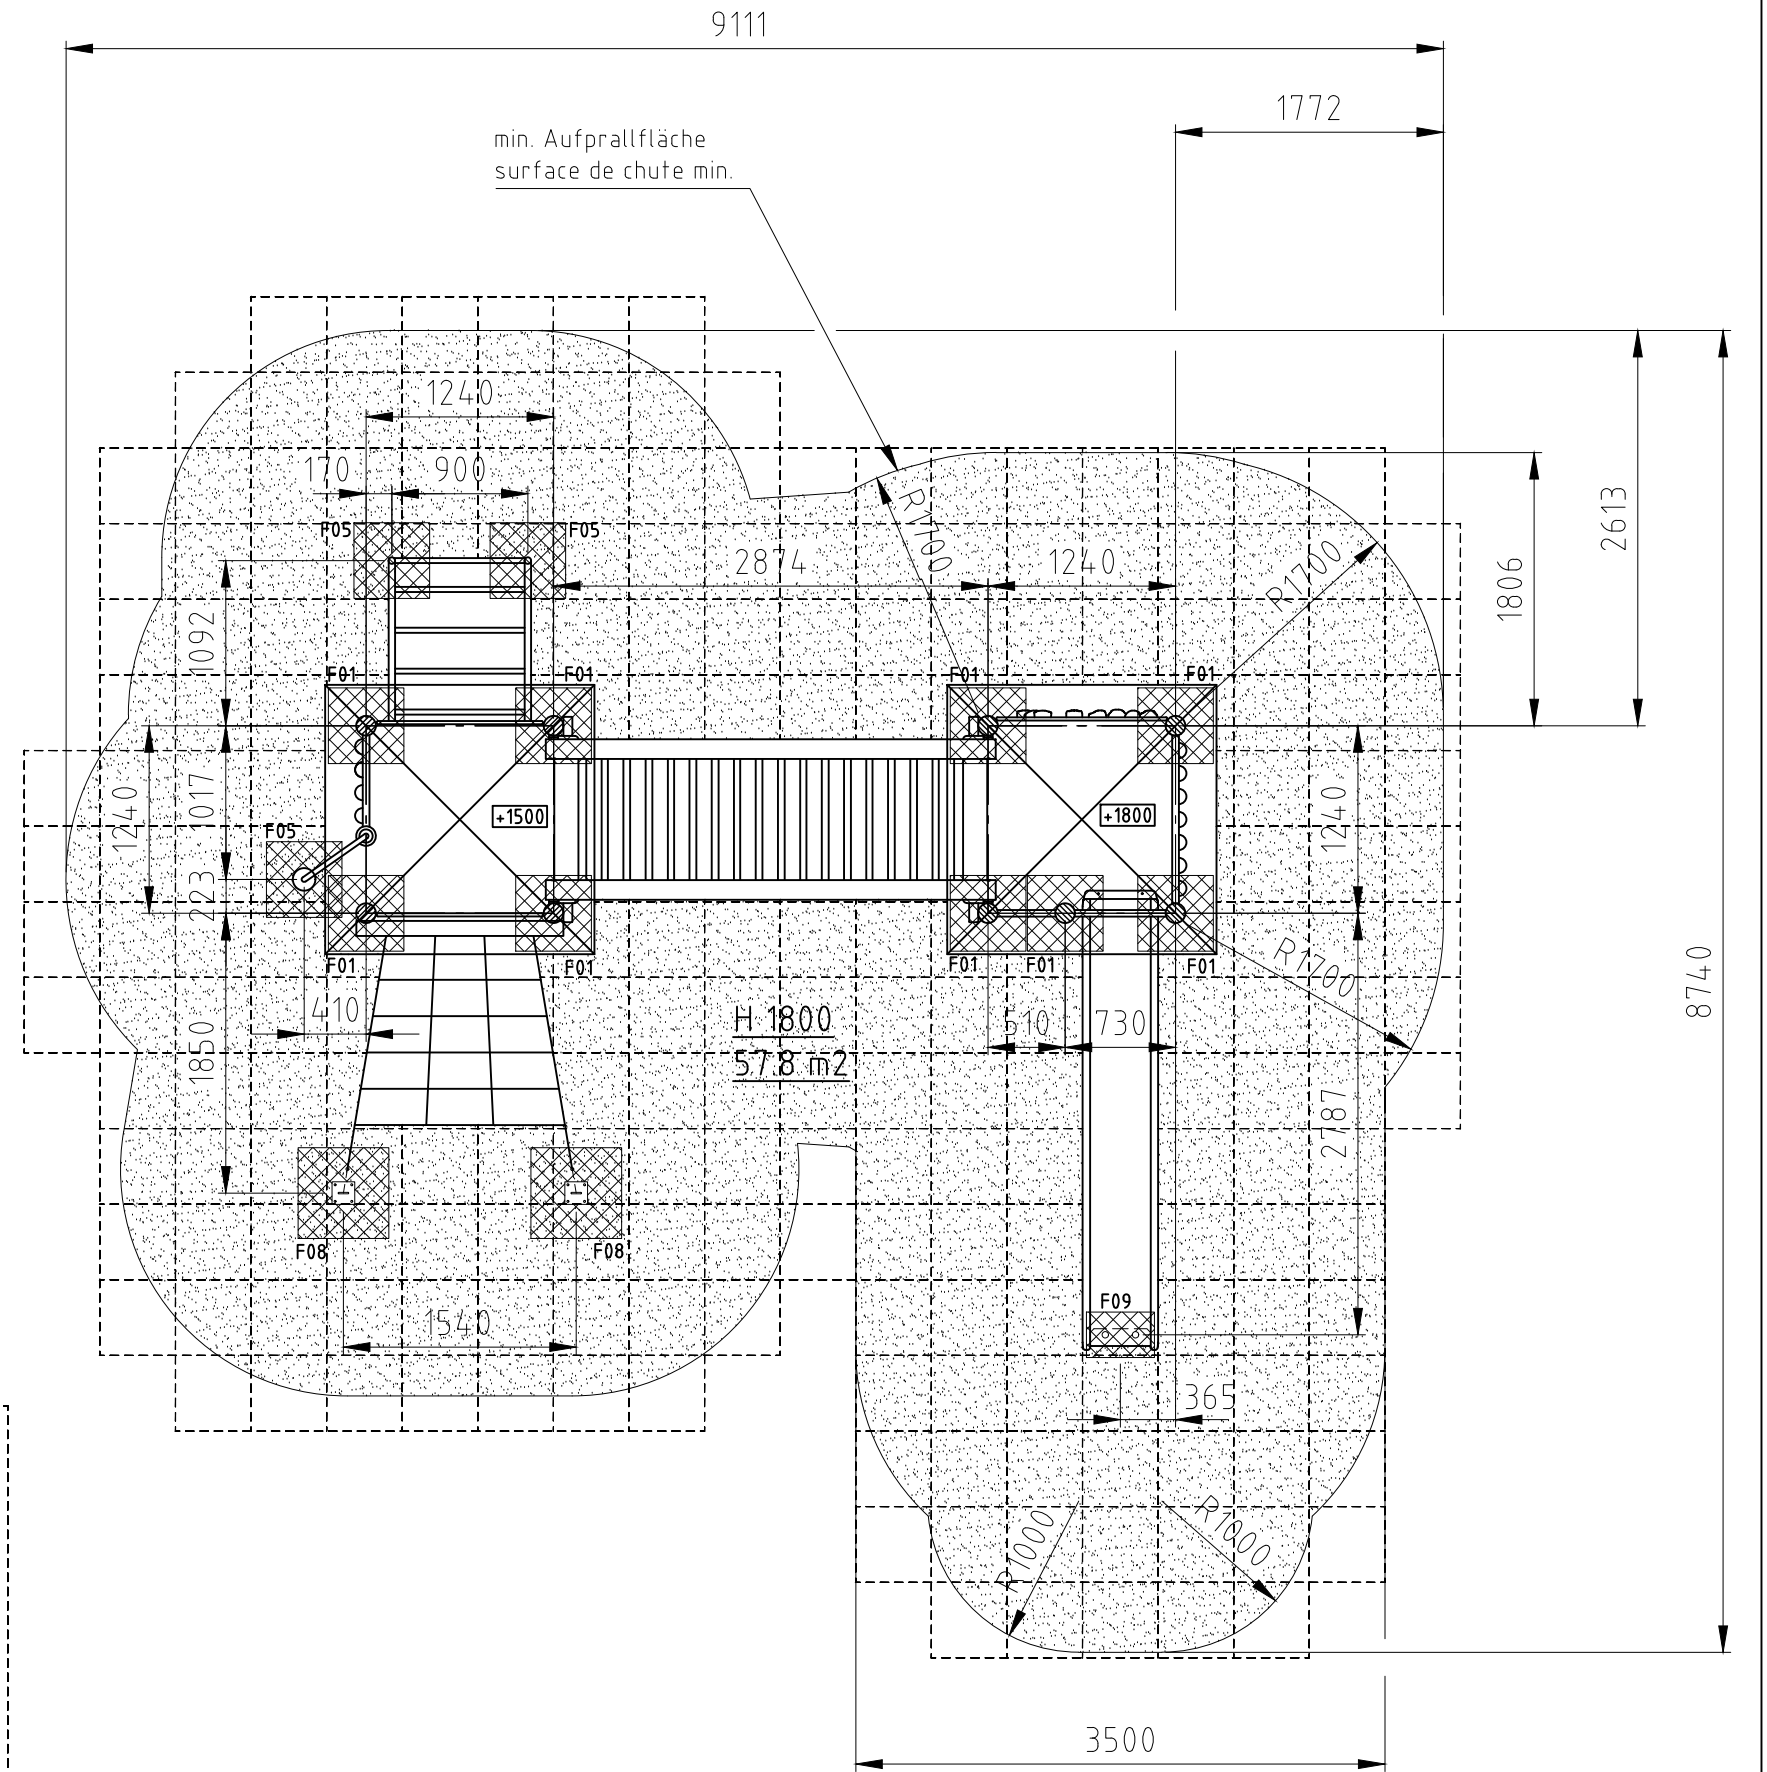 9111
1772
min. Aufprallfläche
surface de chute min.
1240
170
900
F05
F05
R1700
2874
1240
R1700
2613
1806
1092
F01
F01
F01
F01
1240
1017
223
F05
+1500
+1800
1240
F01
F01
F01
F01
F01
R1700
410
H 1800
57.8 m2
510
730
8740
1850
2787
F08
F08
F09
1540
365
R1000
R1000
3500